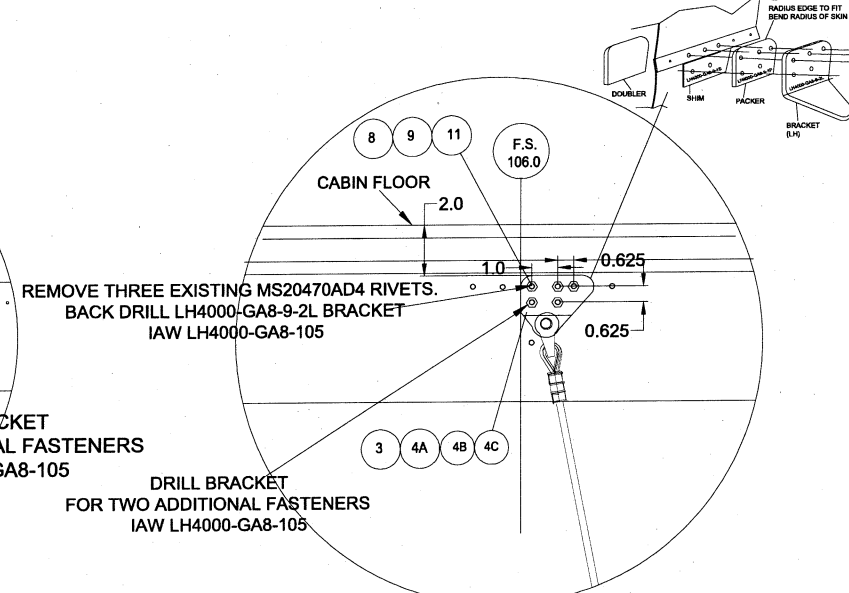 RADIUS EDGE TO FIT
BEND RADIUS OF SKIN
DOUBLER
SHIM
PACKER
BRACKET
(LH)
8
9
11
F.S.
106.0
CABIN FLOOR
2.0
1.0
0.625
REMOVE THREE EXISTING MS20470AD4 RIVETS.
BACK DRILL LH4000-GA8-9-2L BRACKET
IAW LH4000-GA8-105
0.625
CKET
AL FASTENERS
GA8-105
3
4A
4B
4C
DRILL BRACKET
FOR TWO ADDITIONAL FASTENERS
IAW LH4000-GA8-105